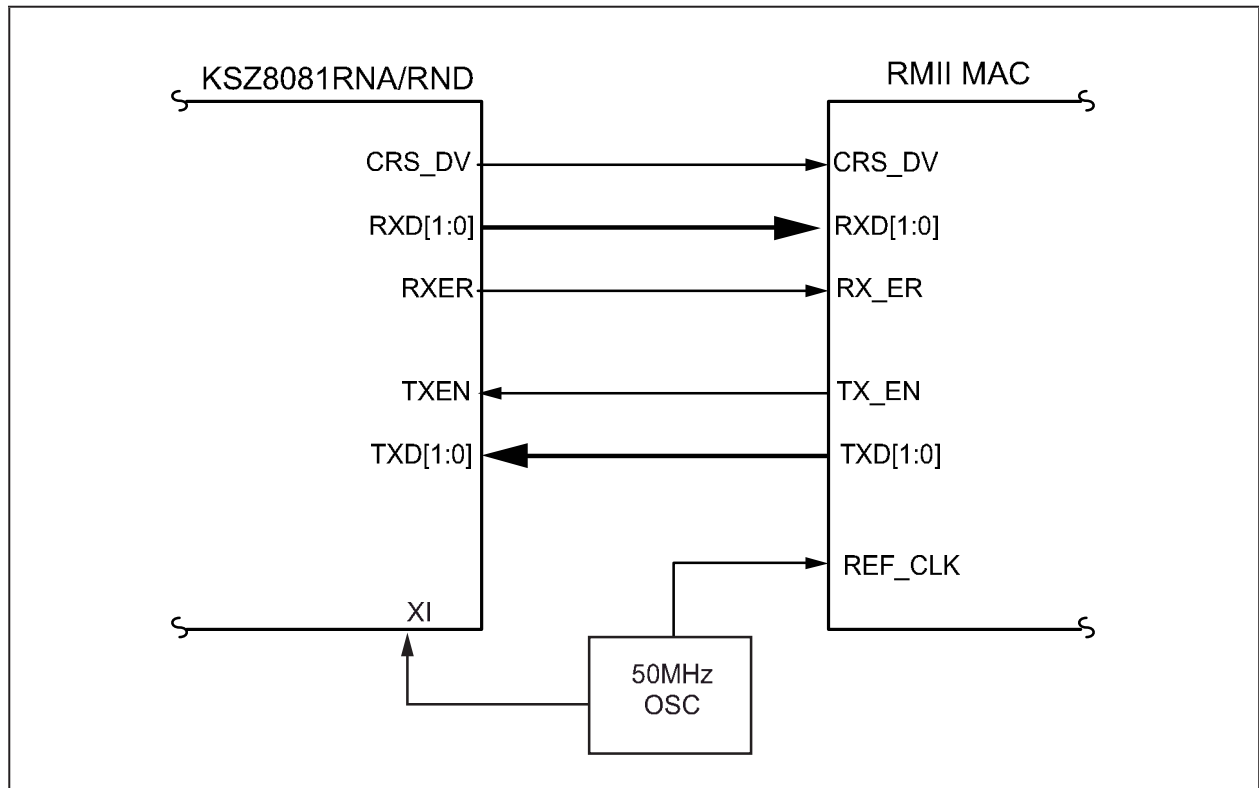 KSZ8081RNA/RND
RMII MAC
CRS_DV
CRS_DV
RXD[1:0]
RXD[1:0]
RXER
RX_ER
TXEN
TX_EN
TXD[1:0]
TXD[1:0]
REF_CLK
XI
50MHz
OSC